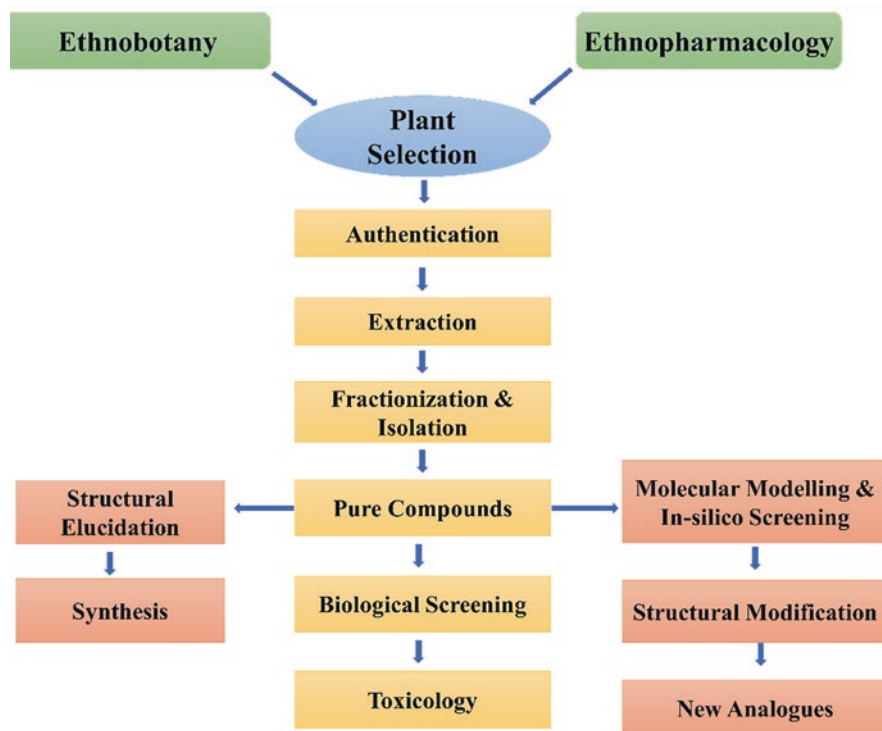 Ethnobotany
Ethnopharmacology
Plant
Selection
Authentication
Extraction
Fractionization &
Isolation
Structural
Elucidation
Pure Compounds
Molecular Modelling &
In-silico Screening
Synthesis
Biological Screening
Structural Modification
Toxicology
New Analogues